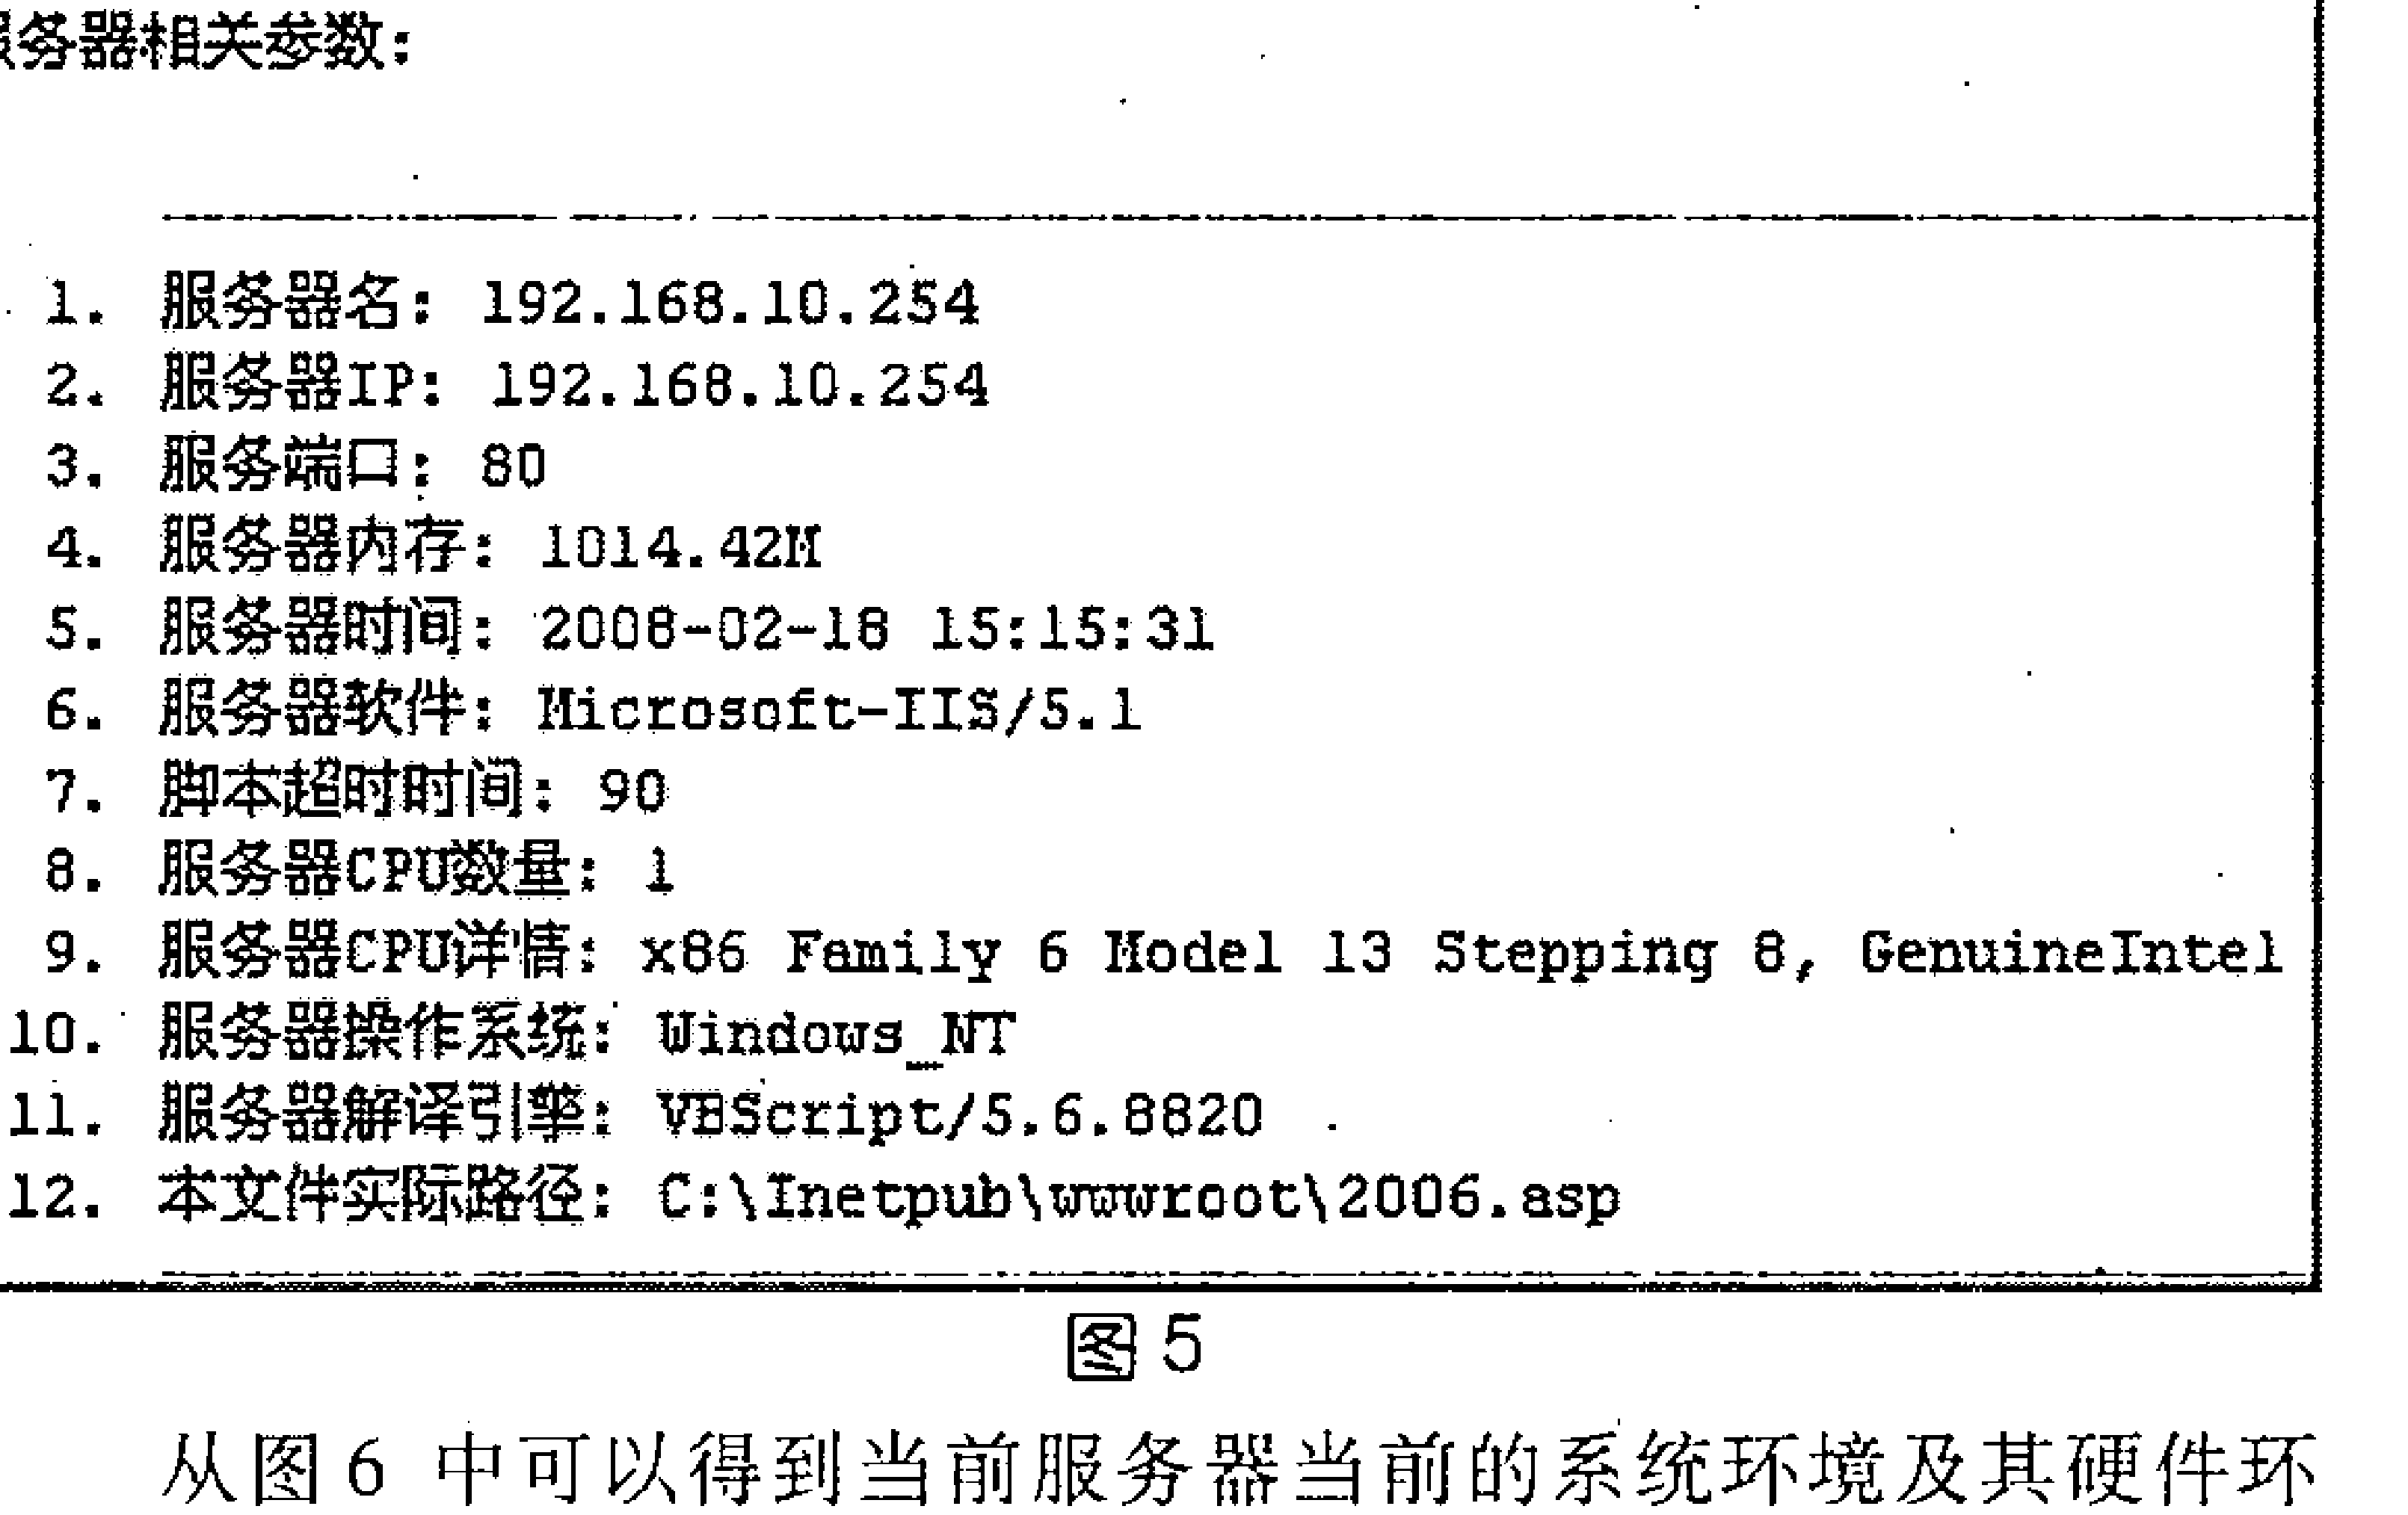 服务器相关参数：
1. 服务器名: 192.168.10.254
2. 服务器IP: 192.168.10.254
3. 服务端口: 80
4. 服务器内存: 1014.42M
5. 服务器时间: 2008-02-18 15:15:31
6. 服务器软件: Microsoft-IIS/5.1
7. 脚本超时时间: 90
8. 服务器CPU数量: 1
9. 服务器CPU详情: x86 Family 6 Model 13 Stepping 8, GenuineIntel
10. 服务器操作系统: Windows_NT
11. 服务器解译引擎: VBScript/5.6.8820
12. 本文件实际路径: C:\Inetpub\wwwroot\2006.asp
图 5
从图 6 中可以得到当前服务器当前的系统环境及其硬件环